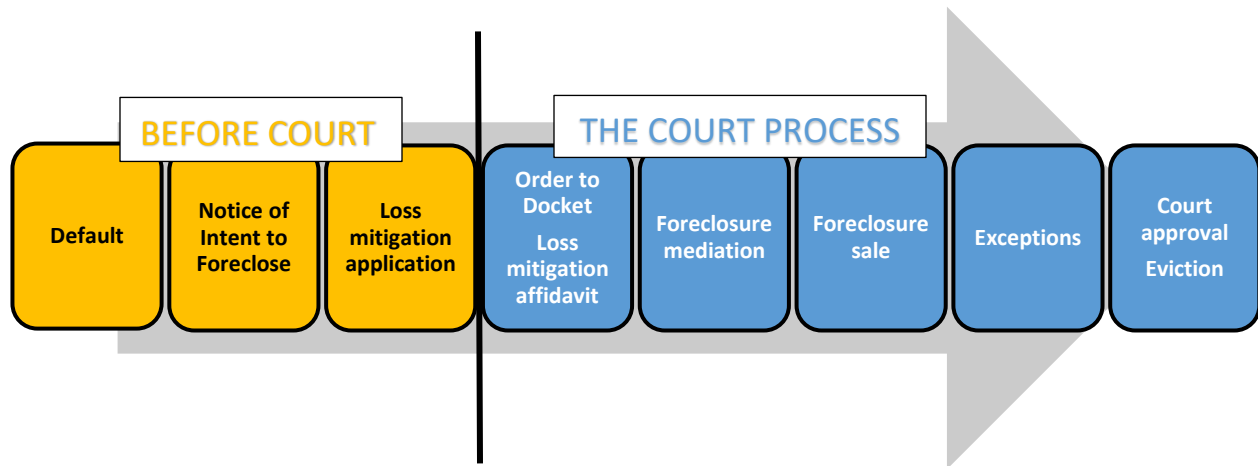 BEFORE COURT
THE COURT PROCESS
Default
Notice of
Intent to
Foreclose
Loss
mitigation
application
Order to
Docket
Loss
mitigation
affidavit
Foreclosure
mediation
Foreclosure
sale
Exceptions
Court
approval
Eviction